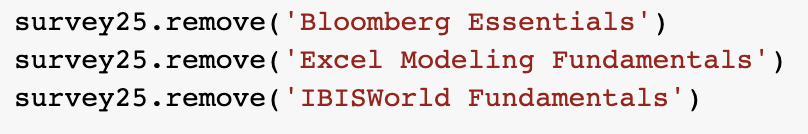 survey25.remove('Bloomberg Essentials')
survey25.remove('Excel Modeling Fundamentals')
survey25.remove('IBISWorld Fundamentals')